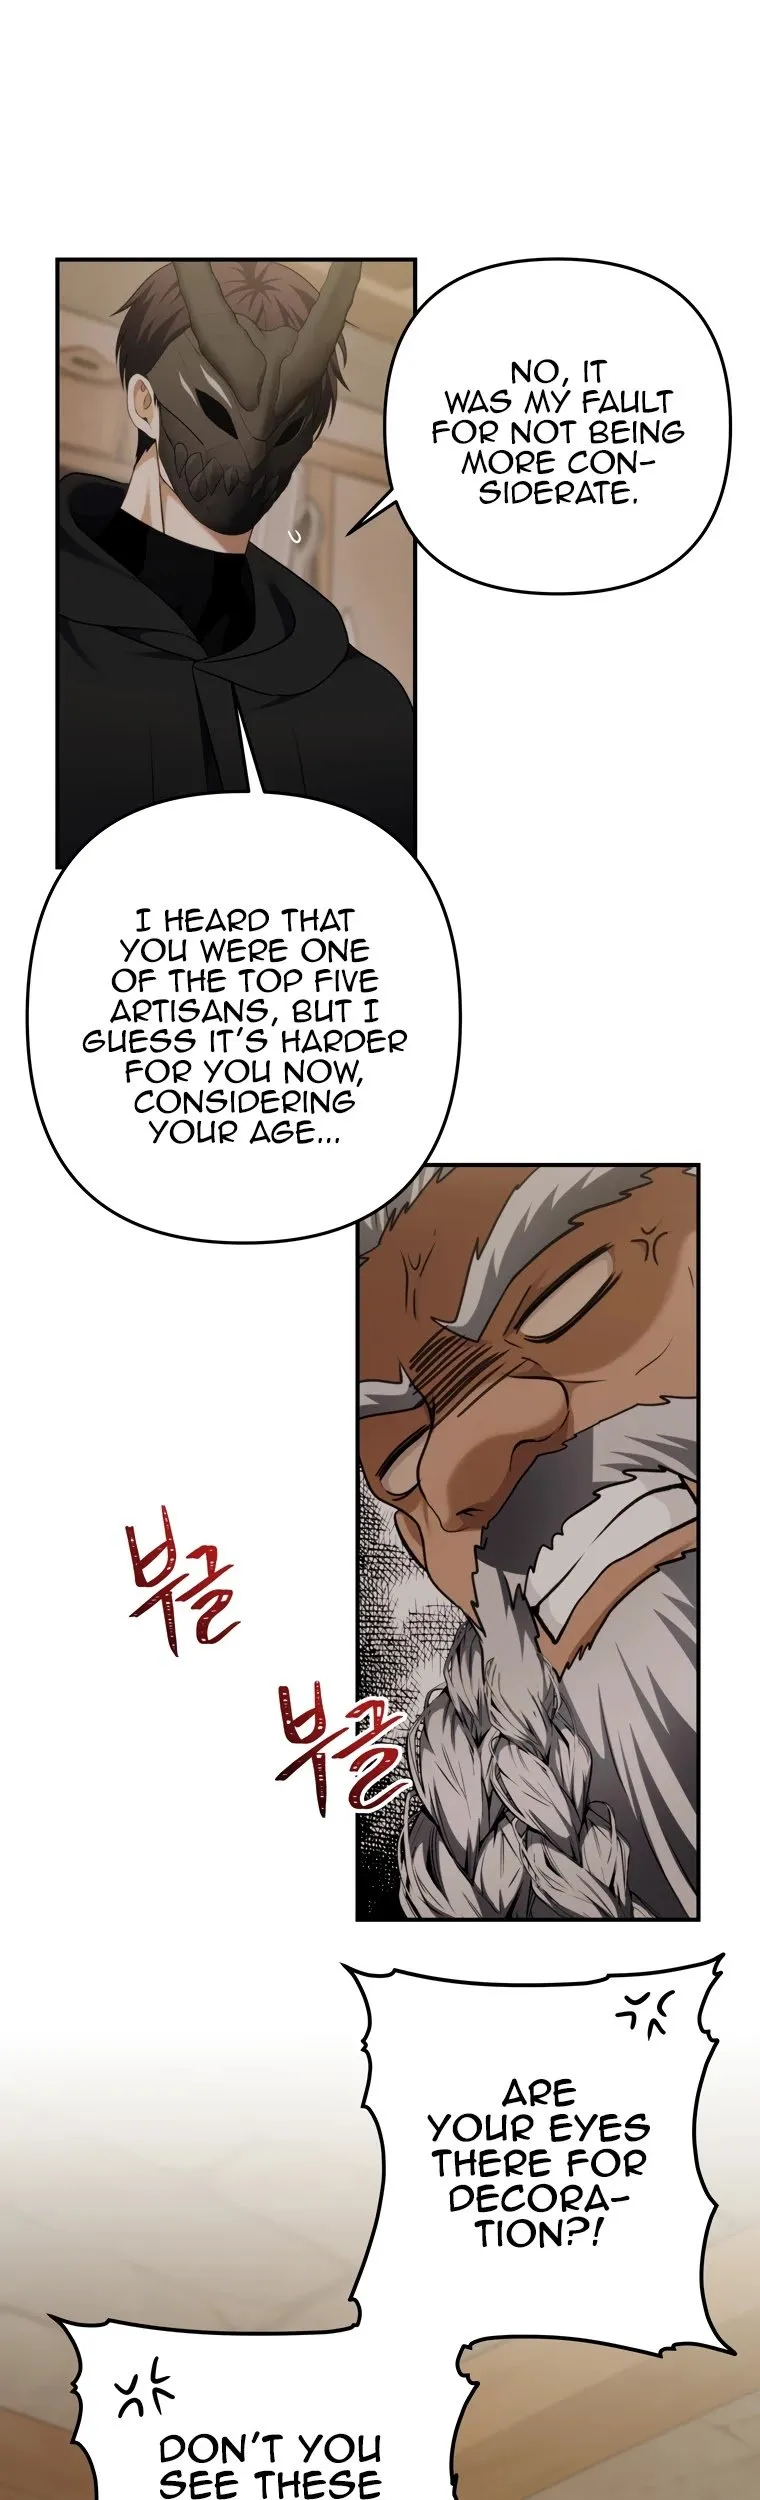 NO, IT
WAS MY FAULT
FOR NOT BEING
MORE CON-
SIDERATE.
I HEARD THAT
YOU WERE ONE
OF THE TOP FIVE
ARTISANS, BUT I
GUESS IT'S HARDER
FOR YOU NOW,
CONSIDERING
YOUR AGE...
부글
부글
ARE
YOUR EYES
THERE FOR
DECORA-
TION?!
DON'T YOU
SEE THESE